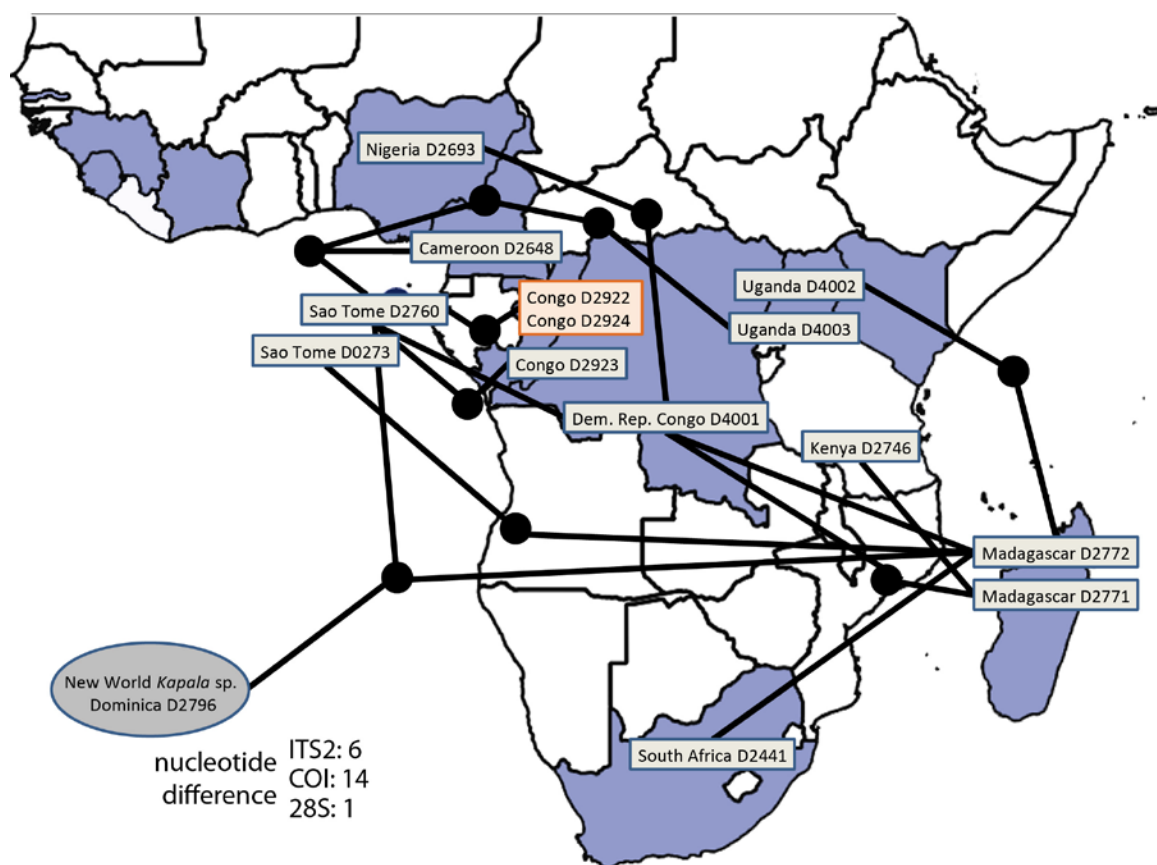 Nigeria D2693
Cameroon D2648
Uganda D4002
Congo D2922
Congo D2924
Sao Tome D2760
Uganda D4003
Sao Tome D0273
Congo D2923
Dem. Rep. Congo D4001
Kenya D2746
Madagascar D2772
Madagascar D2771
New World Kapala sp.
Dominica D2796
South Africa D2441
nucleotide
difference
ITS2: 6
COI: 14
28S: 1